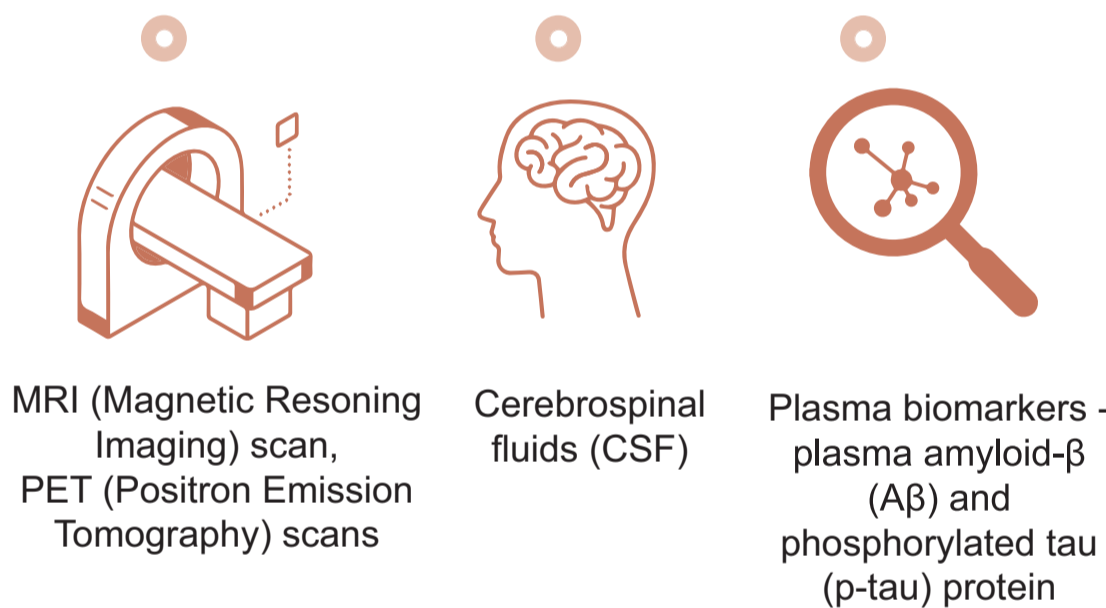 MRI (Magnetic Resoning
Imaging) scan,
PET (Positron Emission
Tomography) scans
Cerebrospinal
fluids (CSF)
Plasma biomarkers -
plasma amyloid-β
(Aβ) and
phosphorylated tau
(p-tau) protein